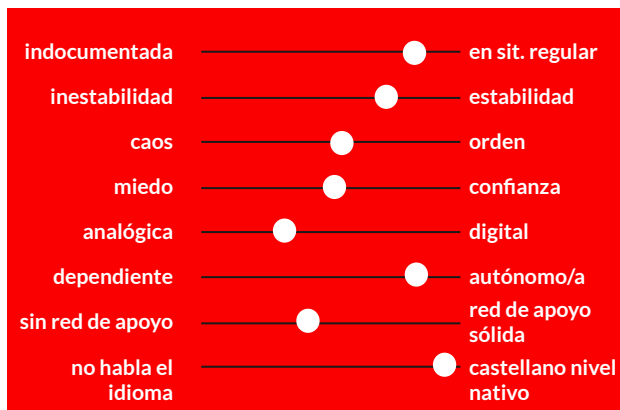 indocumentada en sit. regular
inestabilidad estabilidad
caos orden
miedo confianza
analógica digital
dependiente autónomo/a
sin red de apoyo red de apoyo
sólida
no habla el castellano nivel
idioma nativo